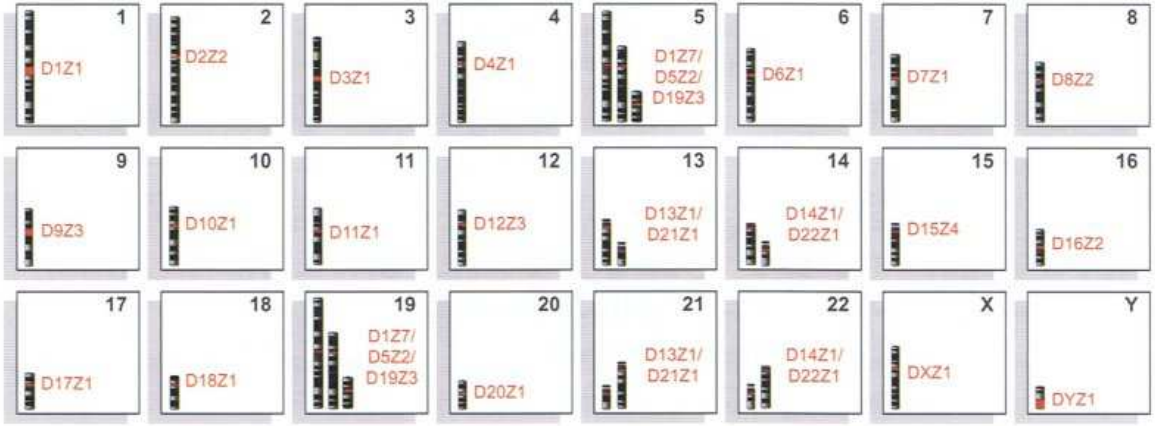 1
D1Z1
2
D2Z2
3
D3Z1
4
D4Z1
5
D1Z7/
D5Z2/
D19Z3
6
D6Z1
7
D7Z1
8
D8Z2
9
D9Z3
10
D10Z1
11
D11Z1
12
D12Z3
13
D13Z1/
D21Z1
14
D14Z1/
D22Z1
15
D15Z4
16
D16Z2
17
D17Z1
18
D18Z1
19
D1Z7/
D5Z2/
D19Z3
20
D20Z1
21
D13Z1/
D21Z1
22
D14Z1/
D22Z1
X
DXZ1
Y
DYZ1